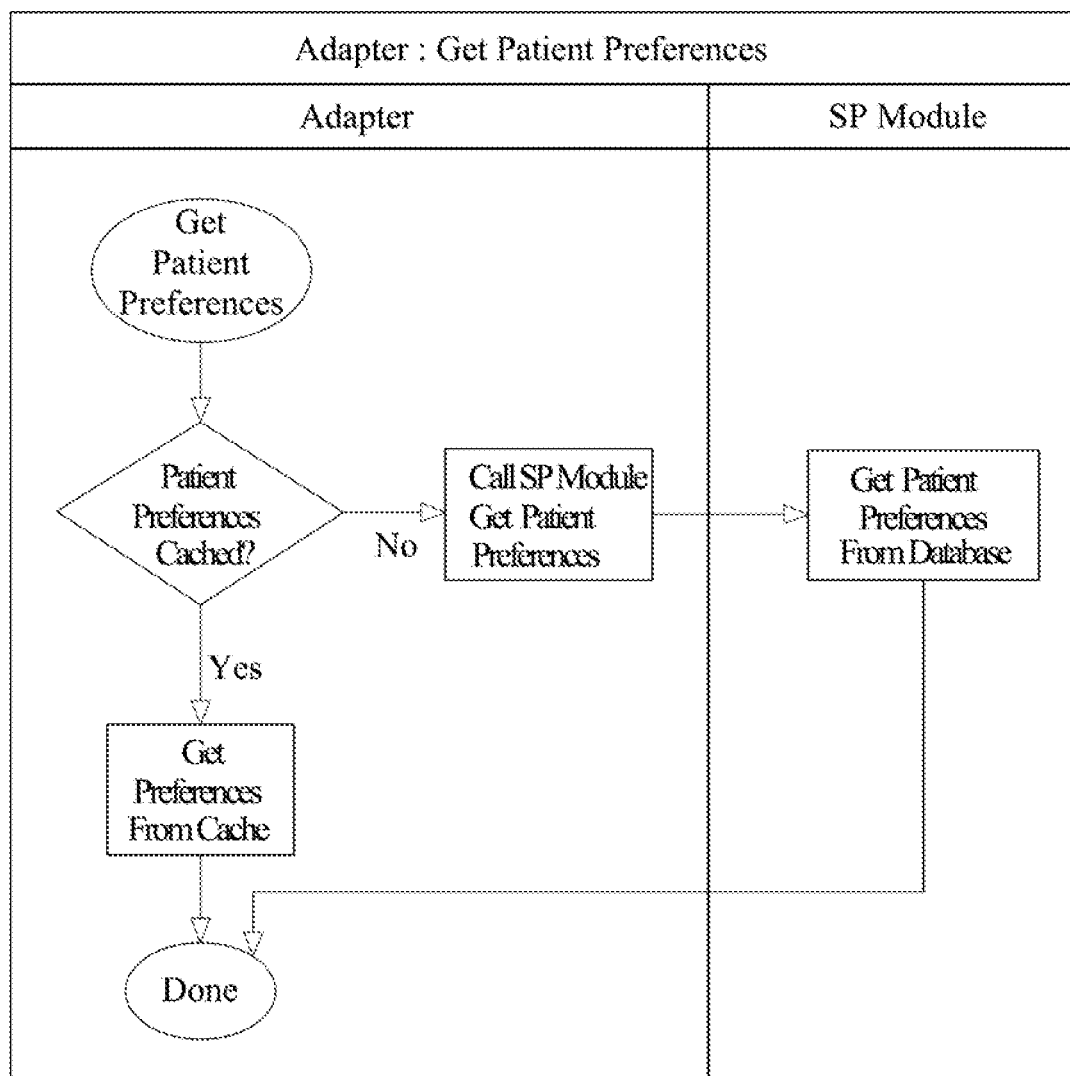 Adapter : Get Patient Preferences
Adapter
SP Module
Get
Patient
Preferences
Patient
Preferences
Cached?
No
Call SP Module
Get Patient
Preferences
Get Patient
Preferences
From Database
Yes
Get
Preferences
From Cache
Done